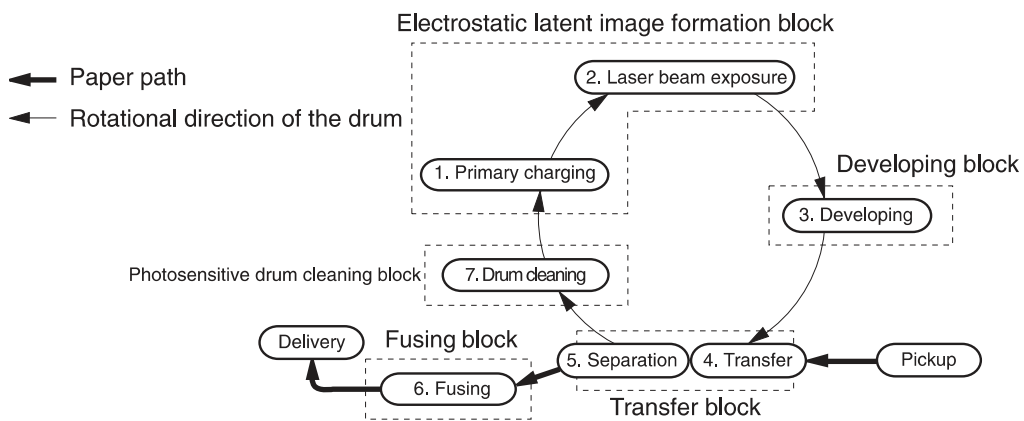 Electrostatic latent image formation block
Paper path
2. Laser beam exposure
Rotational direction of the drum
1. Primary charging
Developing block
3. Developing
Photosensitive drum cleaning block
7. Drum cleaning
Fusing block
Delivery
5. Separation
4. Transfer
Pickup
6. Fusing
Transfer block